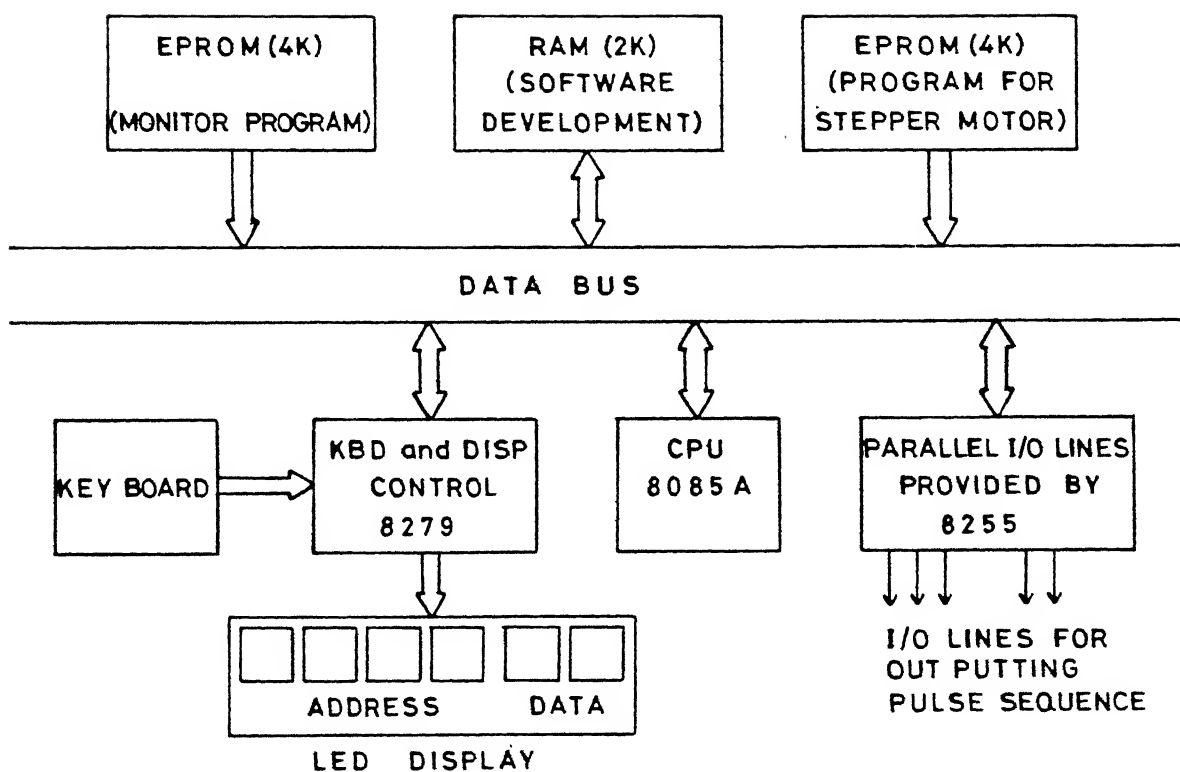 EPROM (4K)
(MONITOR PROGRAM)
RAM (2K)
(SOFTWARE
DEVELOPMENT)
EPROM (4K)
(PROGRAM FOR
STEPPER MOTOR)
DATA BUS
KEY BOARD
KBD and DISP
CONTROL
8279
CPU
8085A
PARALLEL I/O LINES
PROVIDED BY
8255
ADDRESS DATA
LED DISPLAY
I/O LINES FOR
OUT PUTTING
PULSE SEQUENCE